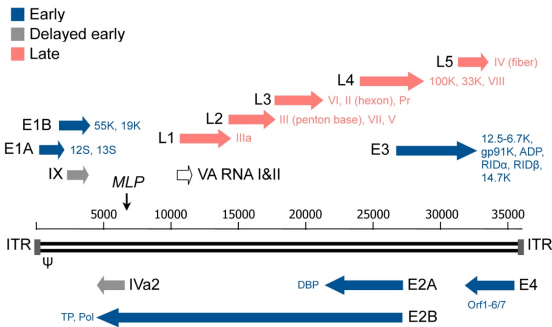 Early
Delayed early
Late
L5 IV (fiber)
L4 100K, 33K, VIII
L3 VI, II (hexon), Pr
L2 III (penton base), VII, V
E1B 55K, 19K
L1 IIIa
E1A 12S, 13S
E3 12.5-6.7K,
gp91K, ADP,
RIDα, RIDβ,
14.7K
IX
VA RNA I&II
MLP
5000 10000 15000 20000 25000 30000 35000
ITR ITR
Ψ
IVa2 DBP E2A E4
Orf1-6/7
TP, Pol E2B